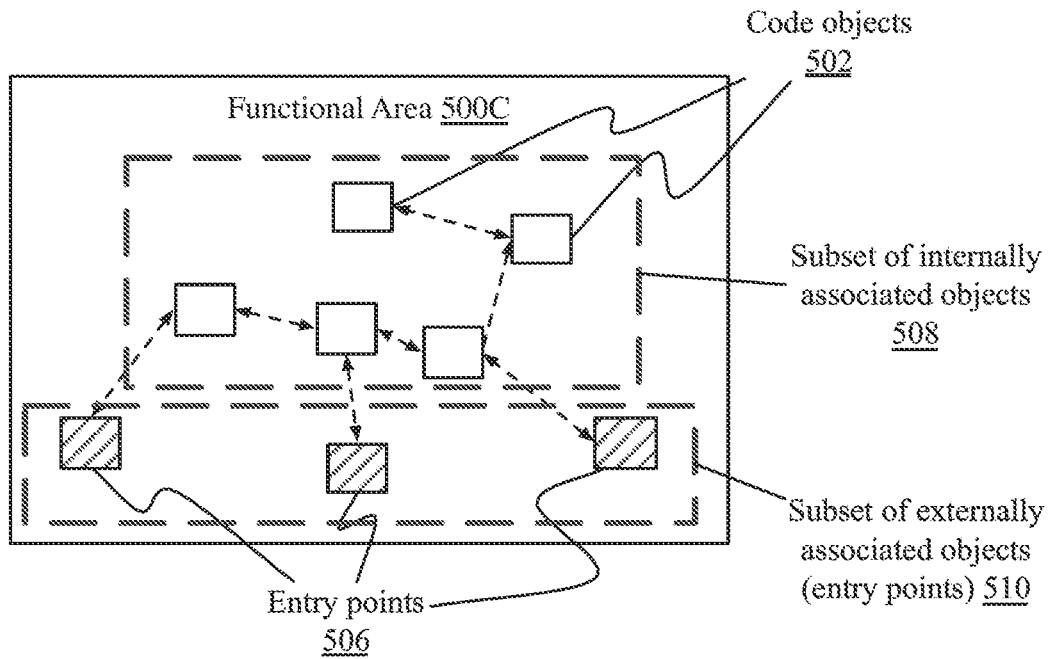 Code objects
502
Functional Area 500C
Subset of internally
associated objects
508
Subset of externally
associated objects
(entry points) 510
Entry points
506